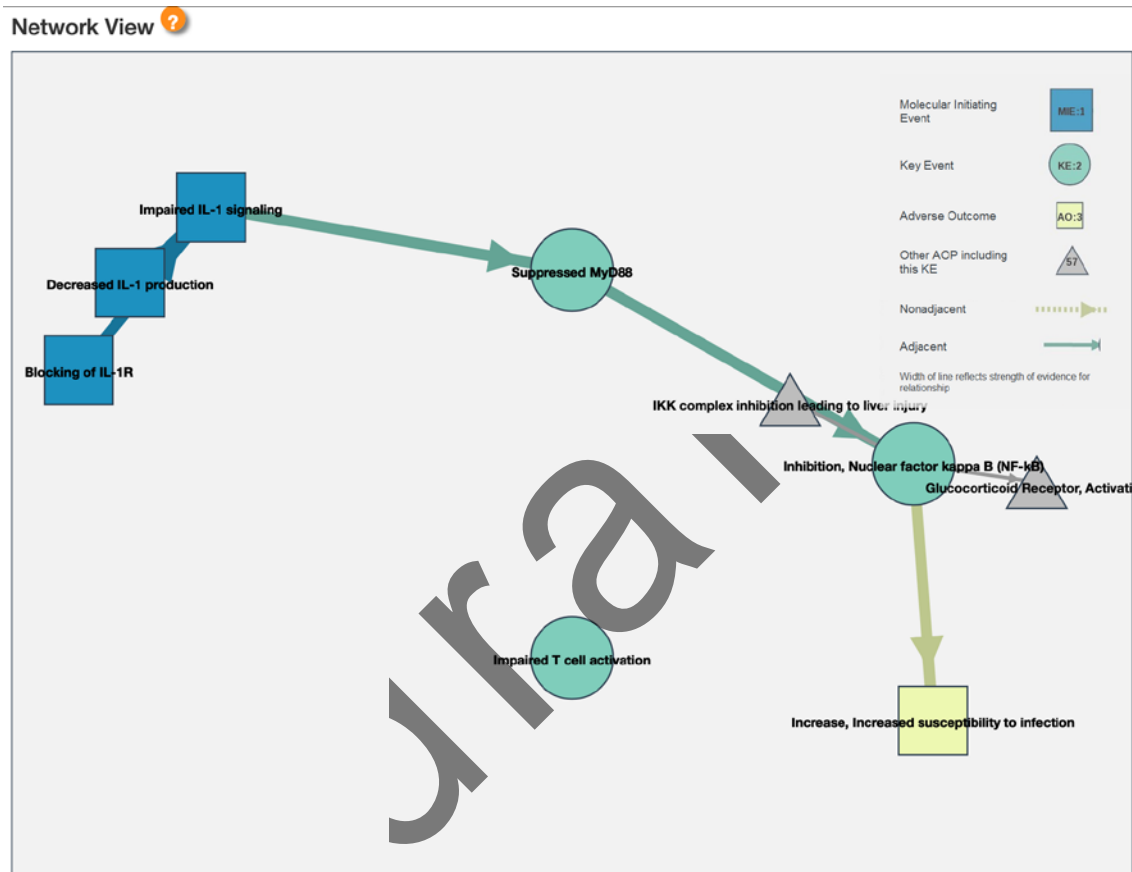 Network View ?
Molecular Initiating
Event
MIE:1
Key Event
KE:2
Adverse Outcome
AO:3
Other AOP including
this KE
57
Nonadjacent
Adjacent
Width of line reflects strength of evidence for
relationship
Impaired IL-1 signaling
Decreased IL-1 production
Blocking of IL-1R
Suppressed MyD88
IKK complex inhibition leading to liver injury
Inhibition, Nuclear factor kappa B (NF-kB)
Glucocorticoid Receptor, Activati
Impaired T cell activation
Increase, Increased susceptibility to infection